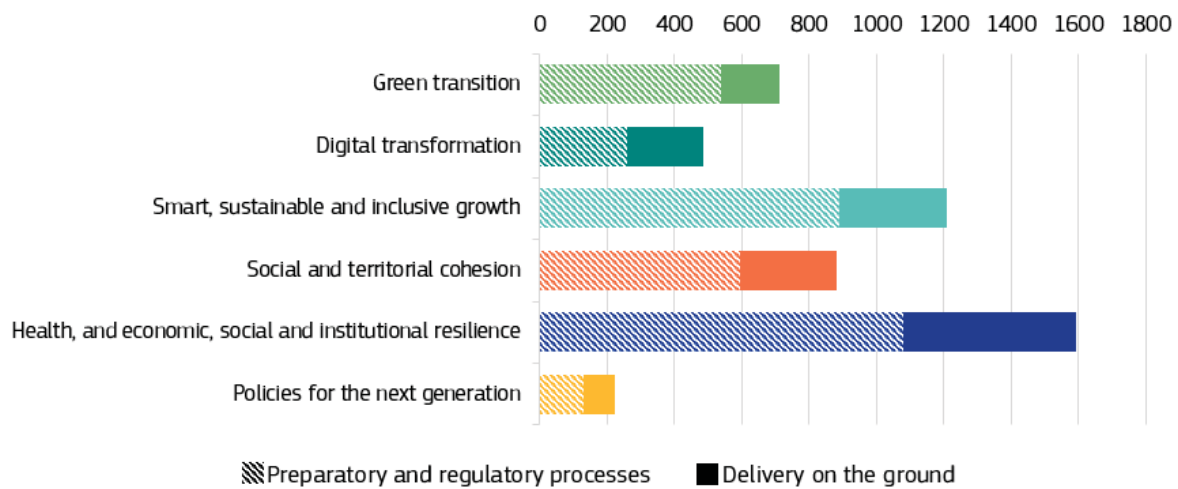 0 200 400 600 800 1000 1200 1400 1600 1800
Green transition
Digital transformation
Smart, sustainable and inclusive growth
Social and territorial cohesion
Health, and economic, social and institutional resilience
Policies for the next generation
Preparatory and regulatory processes Delivery on the ground